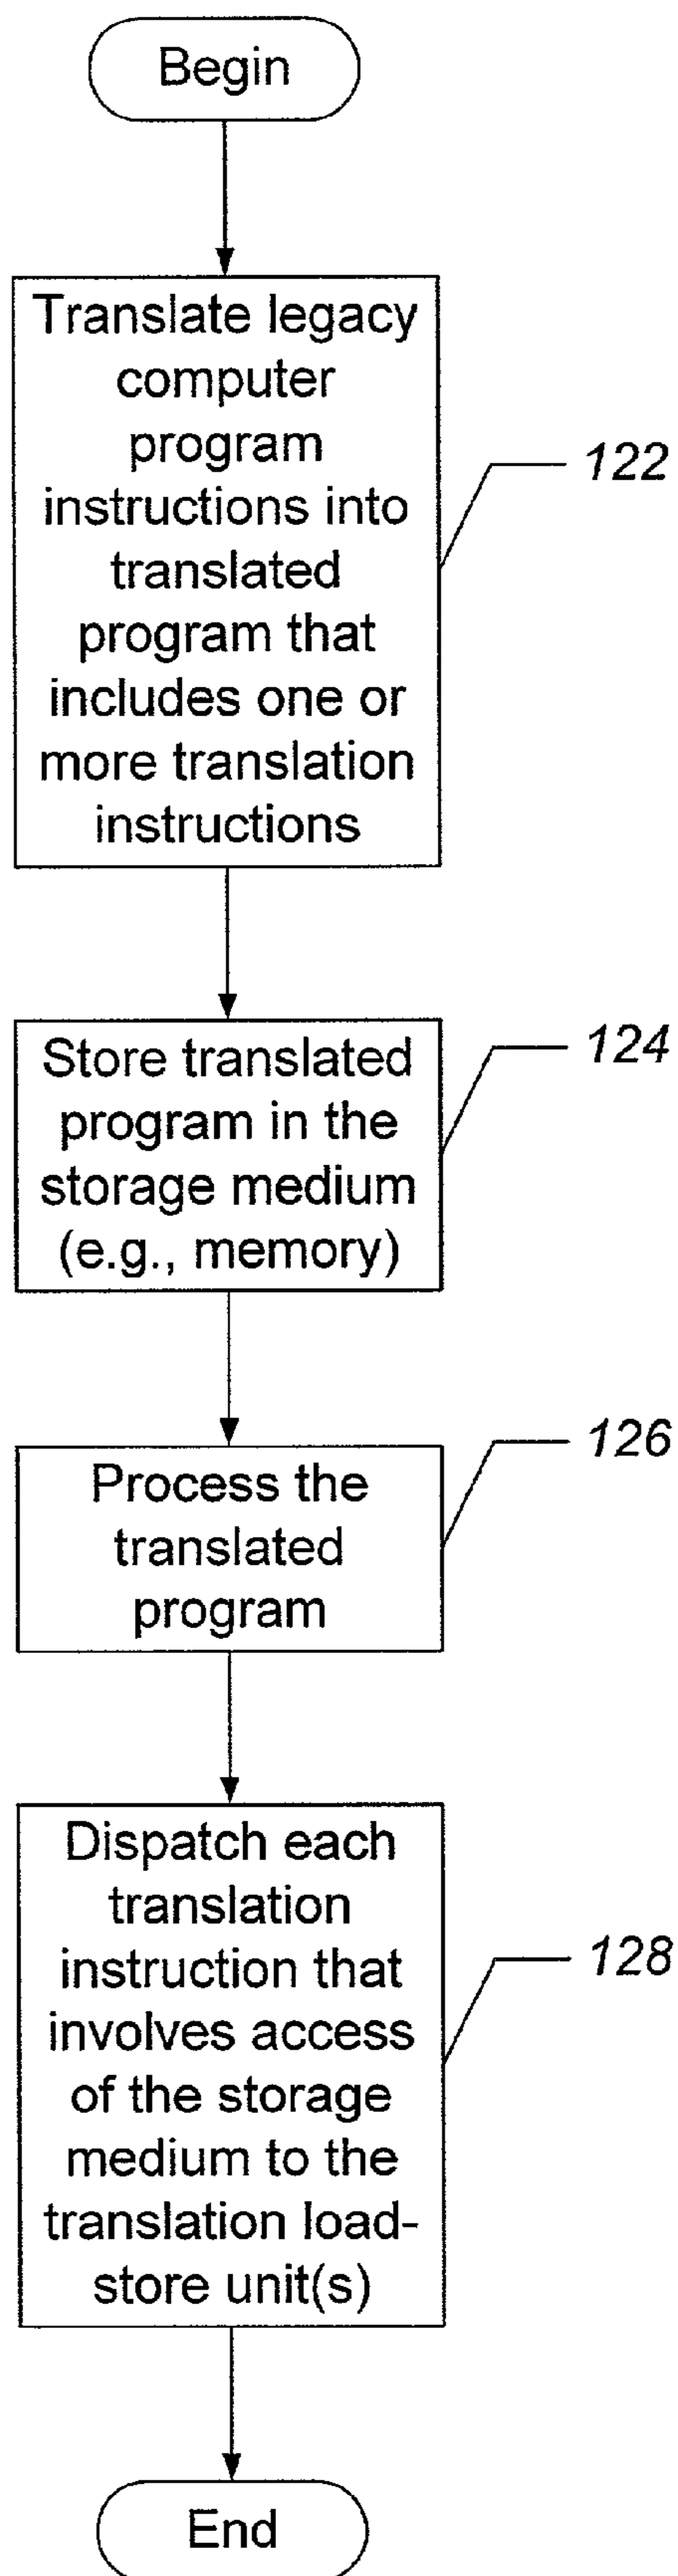 Begin
Translate legacy
computer
program
instructions into
translated
program that
includes one or
more translation
instructions
122
Store translated
program in the
storage medium
(e.g., memory)
124
Process the
translated
program
126
Dispatch each
translation
instruction that
involves access
of the storage
medium to the
translation load-
store unit(s)
128
End